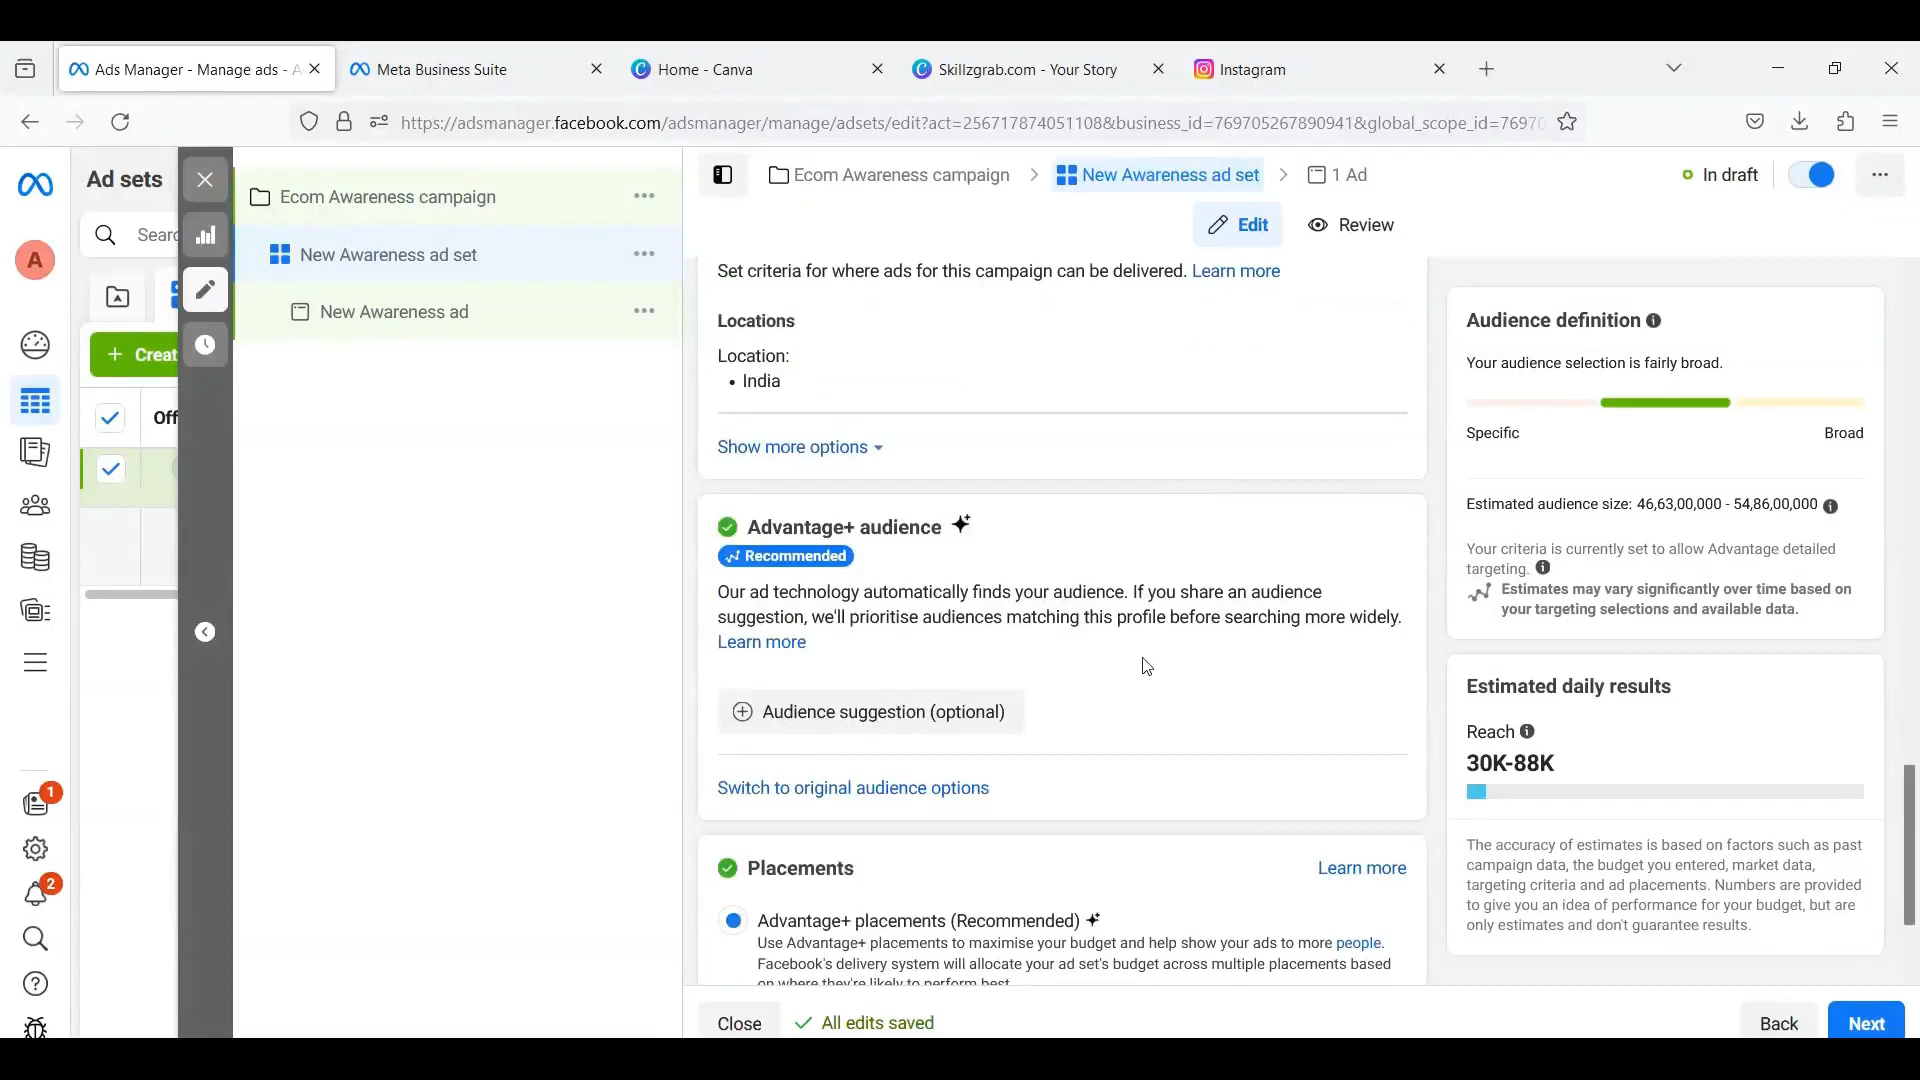 Ads Manager - Manage ads - A
Meta Business Suite
Home - Canva
Skillzgrab.com - Your Story
Instagram
https://adsmanager.facebook.com/adsmanager/manage/adsets/edit?act=256717874051108&business_id=769705267890941&global_scope_id=7697
Ad sets
Ecom Awareness campaign
New Awareness ad set
1 Ad
In draft
Edit
Review
A
Searc
Ecom Awareness campaign
New Awareness ad set
New Awareness ad
Creat
Off
Set criteria for where ads for this campaign can be delivered. Learn more
Locations
Location:
• India
Show more options
Advantage+ audience
Recommended
Our ad technology automatically finds your audience. If you share an audience
suggestion, we'll prioritise audiences matching this profile before searching more widely.
Learn more
Audience suggestion (optional)
Switch to original audience options
Placements
Learn more
Advantage+ placements (Recommended)
Use Advantage+ placements to maximise your budget and help show your ads to more people.
Facebook's delivery system will allocate your ad set's budget across multiple placements based
on where they're likely to perform best.
Audience definition
Your audience selection is fairly broad.
Specific
Broad
Estimated audience size: 46,63,00,000 - 54,86,00,000
Your criteria is currently set to allow Advantage detailed
targeting.
Estimates may vary significantly over time based on
your targeting selections and available data.
Estimated daily results
Reach
30K-88K
The accuracy of estimates is based on factors such as past
campaign data, the budget you entered, market data,
targeting criteria and ad placements. Numbers are provided
to give you an idea of performance for your budget, but are
only estimates and don't guarantee results.
1
2
Close
All edits saved
Back
Next